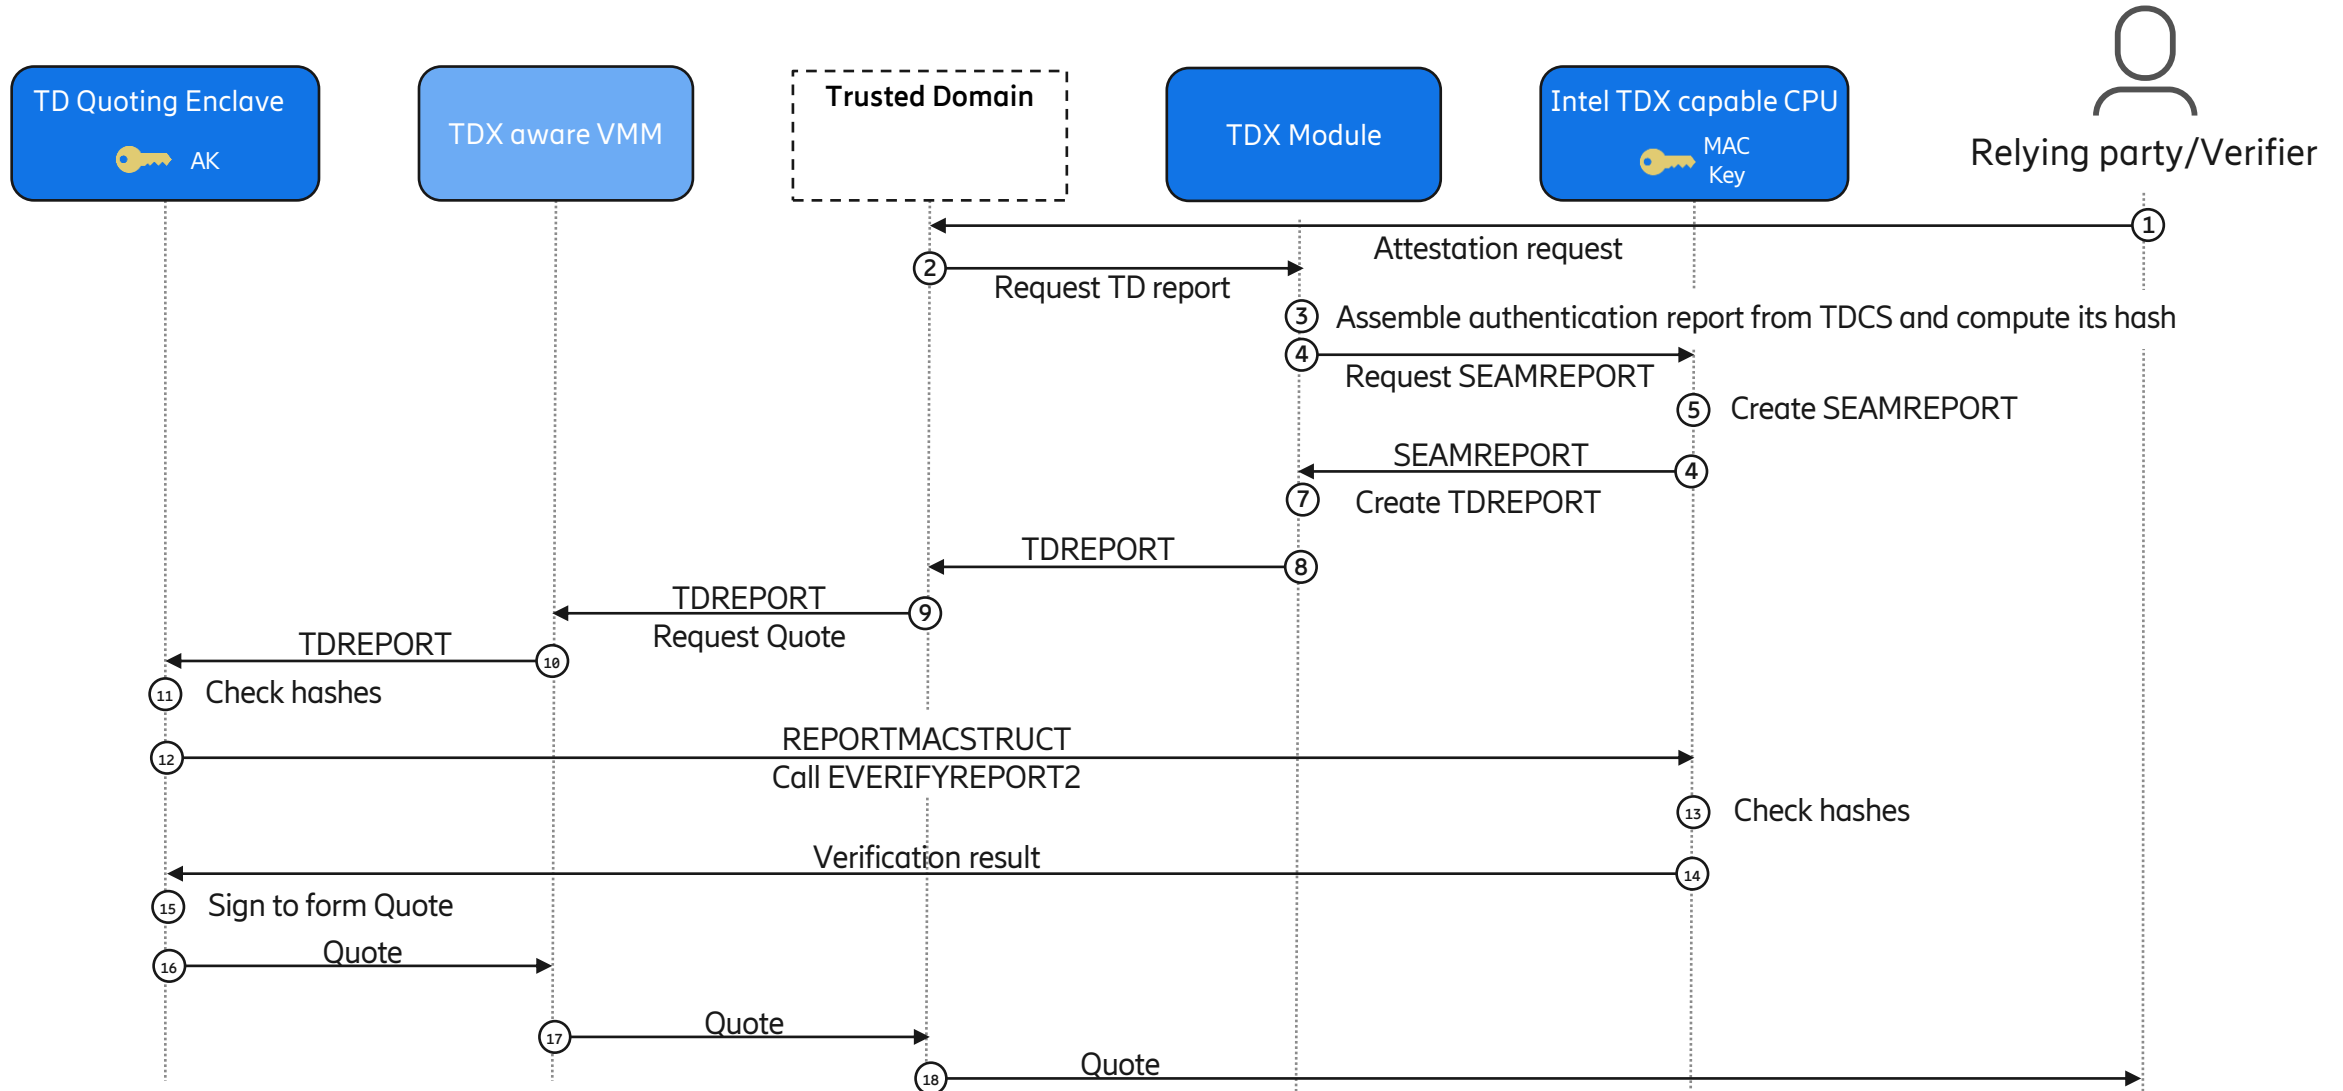 TD Quoting Enclave
AK
TDX aware VMM
Trusted Domain
TDX Module
Intel TDX capable CPU
MAC
Key
Relying party/Verifier
1
Attestation request
2
Request TD report
3 Assemble authentication report from TDCS and compute its hash
4
Request SEAMREPORT
5 Create SEAMREPORT
SEAMREPORT
4
7 Create TDREPORT
TDREPORT
8
TDREPORT
9
Request Quote
TDREPORT
10
11 Check hashes
REPORTMACSTRUCT
12
Call EVERIFYREPORT2
13 Check hashes
Verification result
14
15 Sign to form Quote
Quote
16
Quote
17
Quote
18